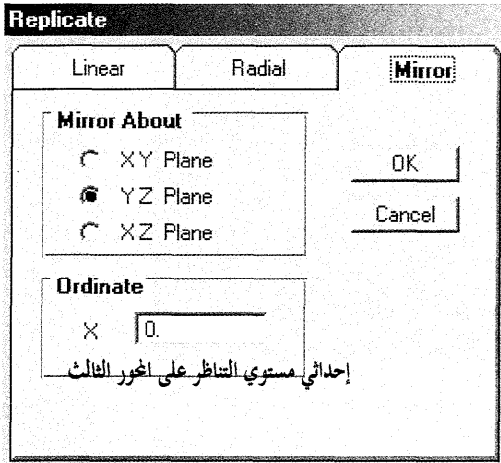 Replicate
Linear Radial Mirror
Mirror About
XY Plane
YZ Plane
XZ Plane
OK
Cancel
Ordinate
X 0.
إحداثي مستوي التناظر على المحور الثالث